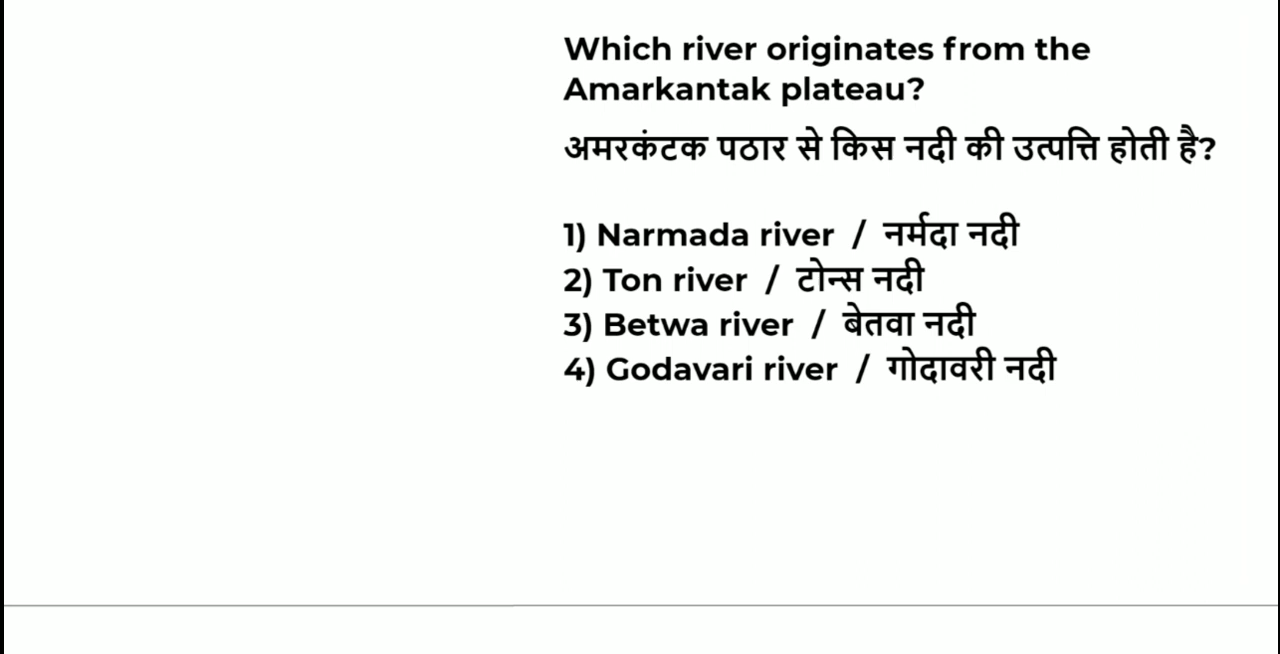 Which river originates from the
Amarkantak plateau?
अमरकंटक पठार से किस नदी की उत्पत्ति होती है?
1) Narmada river / नर्मदा नदी
2) Ton river / टोन्स नदी
3) Betwa river / बेतवा नदी
4) Godavari river / गोदावरी नदी